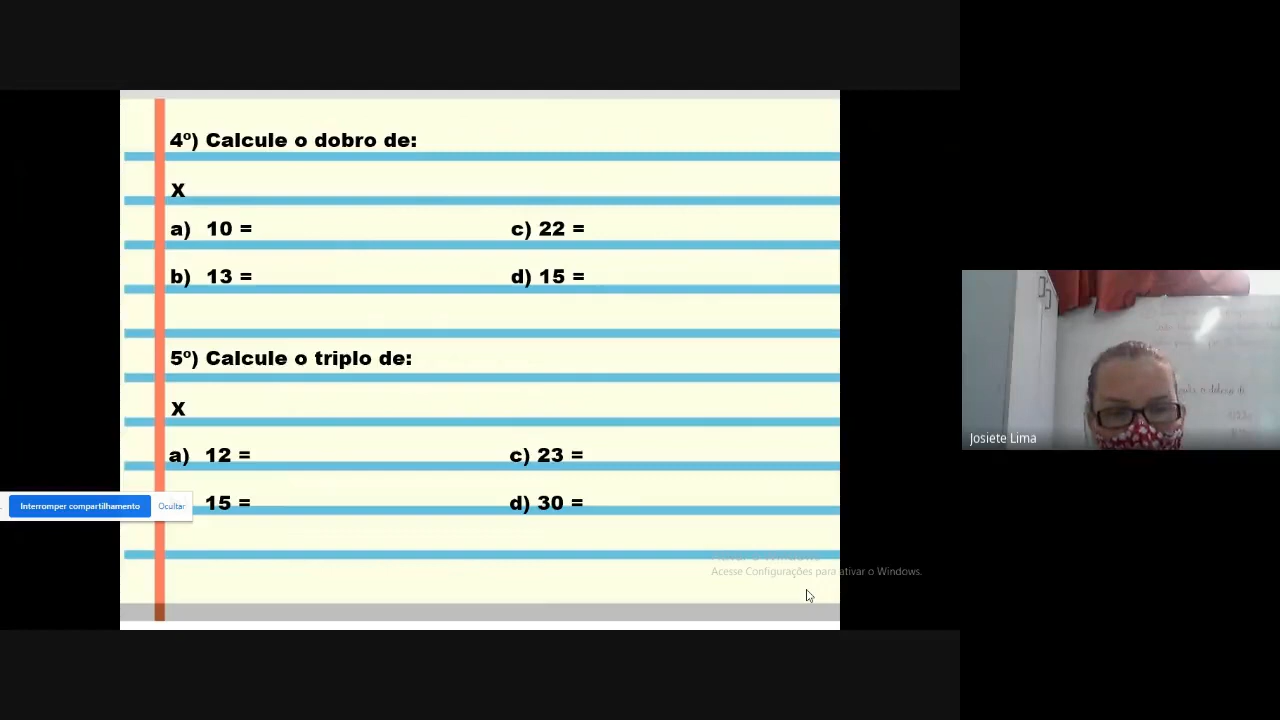 4º) Calcule o dobro de:
X
a) 10 =
c) 22 =
b) 13 =
d) 15 =
5º) Calcule o triplo de:
X
a) 12 =
c) 23 =
15 =
d) 30 =
Interromper compartilhamento Ocultar
Acesse Configurações para ativar o Windows.
Josiete Lima